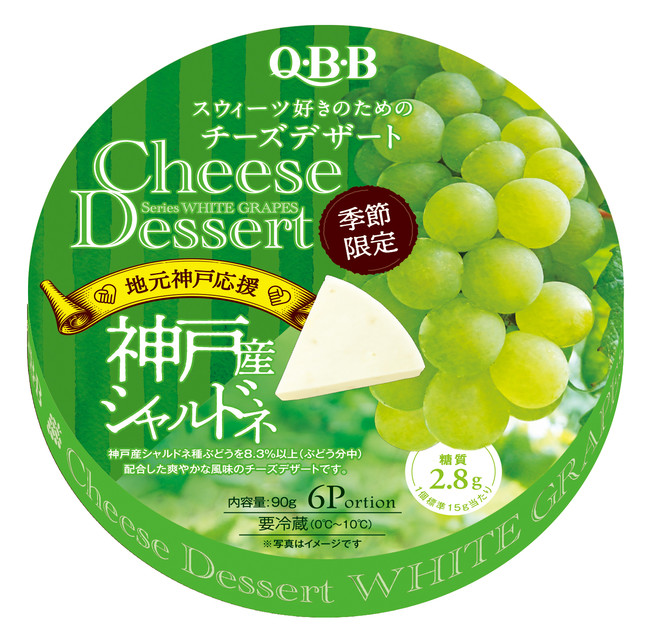 Q·B·B
スウィーツ好きのための
チーズデザート
Cheese
Series WHITE GRAPES
Dessert
季節
限定
地元神戸応援
神戸産
シャルドネ
神戸産シャルドネ種ぶどうを8.3%以上(ぶどう分中)
配合した爽やかな風味のチーズデザートです。
糖質
2.8g
1個標準15g当たり
内容量:90g 6Portion
要冷蔵(0℃~10℃)
※写真はイメージです
Cheese Dessert WHITE GRAPES